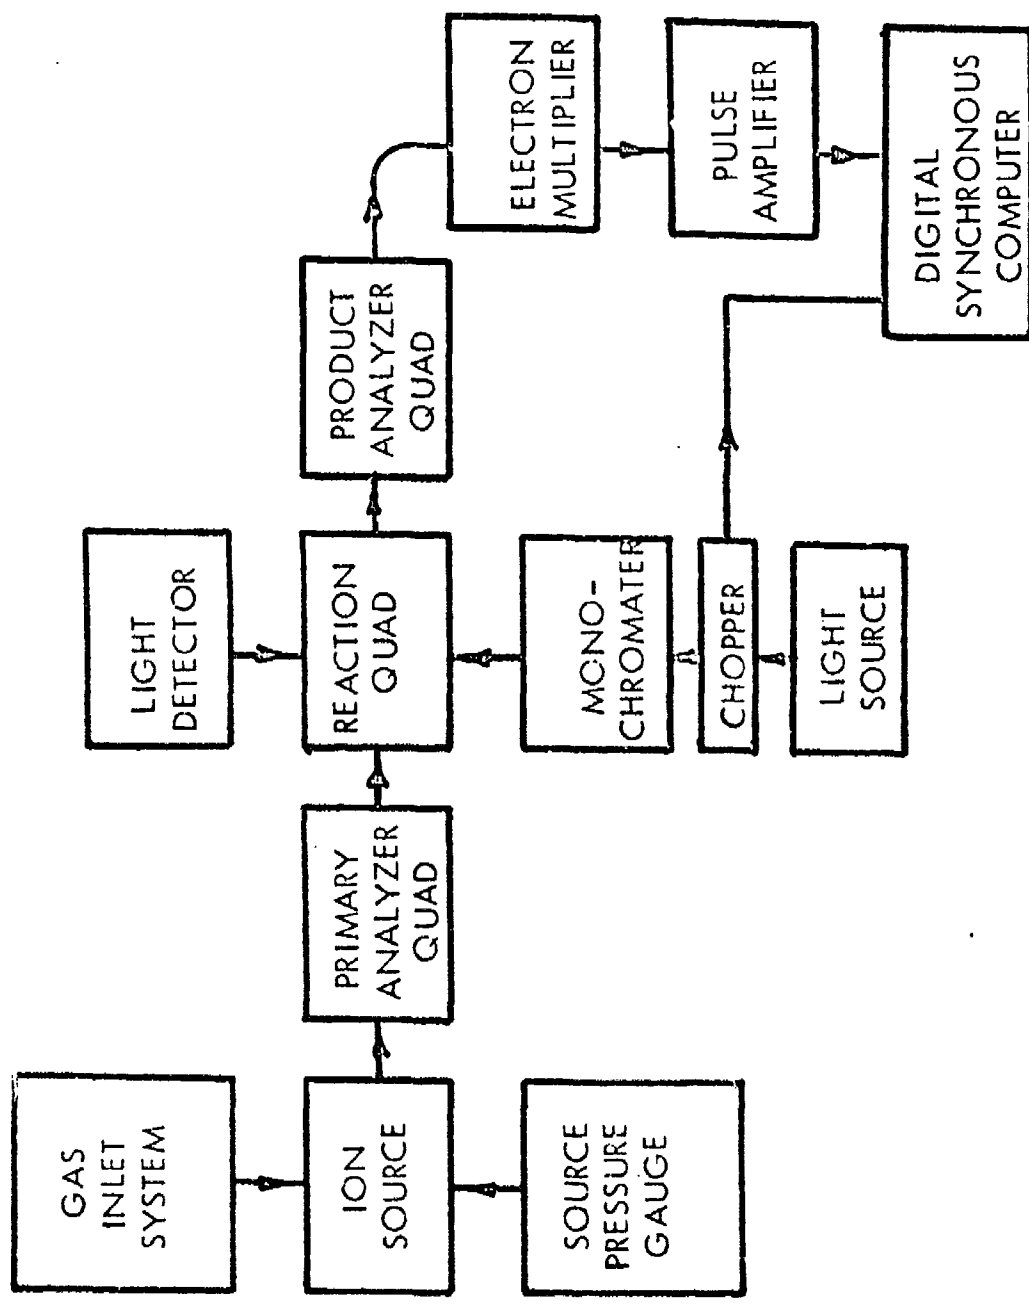 GAS
INLET
SYSTEM
ION
SOURCE
SOURCE
PRESSURE
GAUGE
PRIMARY
ANALYZER
QUAD
LIGHT
DETECTOR
REACTION
QUAD
MONO-
CHROMATER
CHOPPER
LIGHT
SOURCE
PRODUCT
ANALYZER
QUAD
ELECTRON
MULTIPLIER
PULSE
AMPLIFIER
DIGITAL
SYNCHRONOUS
COMPUTER